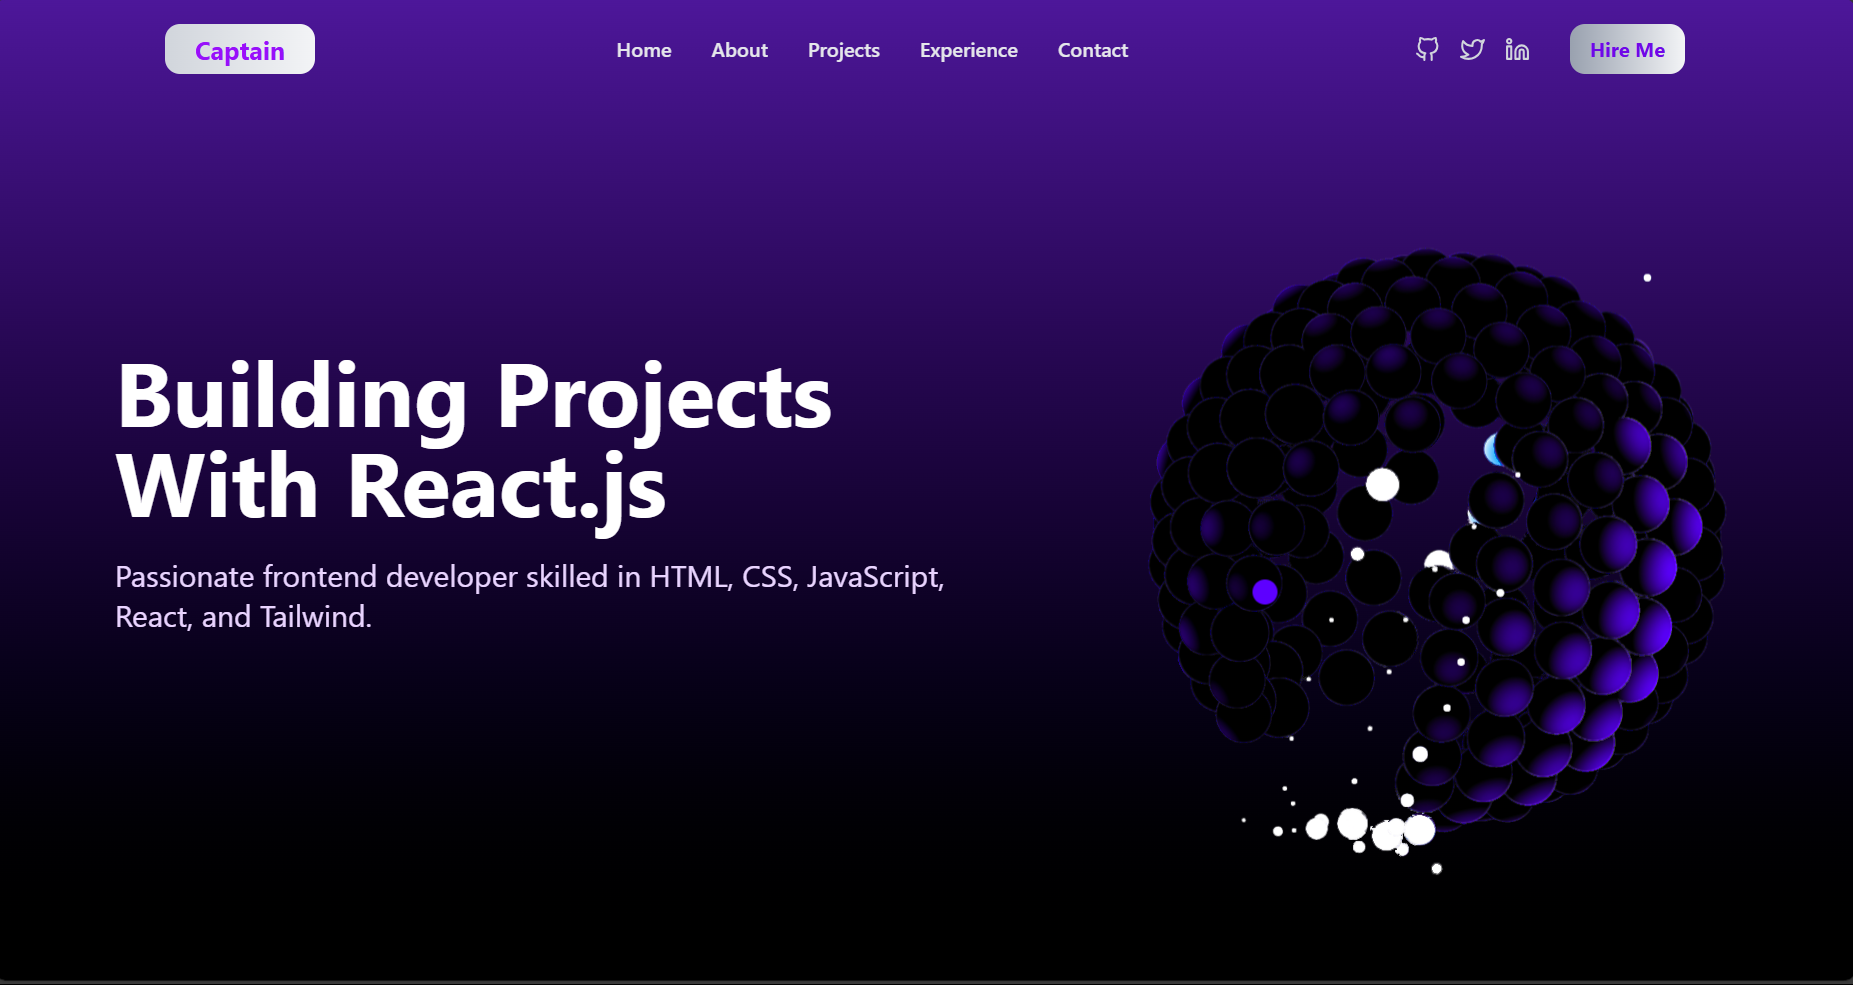 Captain
Home
About
Projects
Experience
Contact
Hire Me
Building Projects
With React.js
Passionate frontend developer skilled in HTML, CSS, JavaScript,
React, and Tailwind.